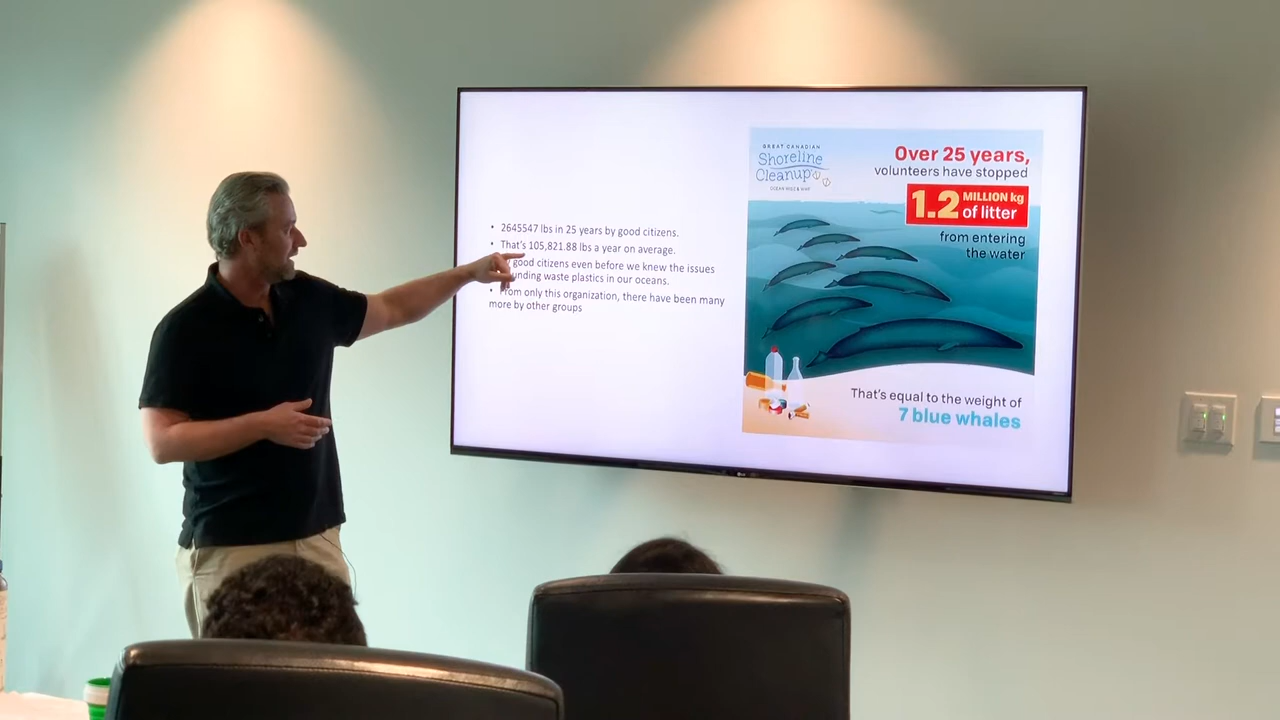 • 2645547 lbs in 25 years by good citizens.
• That's 105,821.88 lbs a year on average.
good citizens even before we knew the issues
unding waste plastics in our oceans.
• From only this organization, there have been many
more by other groups
GREAT CANADIAN
Shoreline
Cleanup
OCEAN WISE & WWF
Over 25 years,
volunteers have stopped
1.2 MILLION kg
of litter
from entering
the water
That's equal to the weight of
7 blue whales
LG